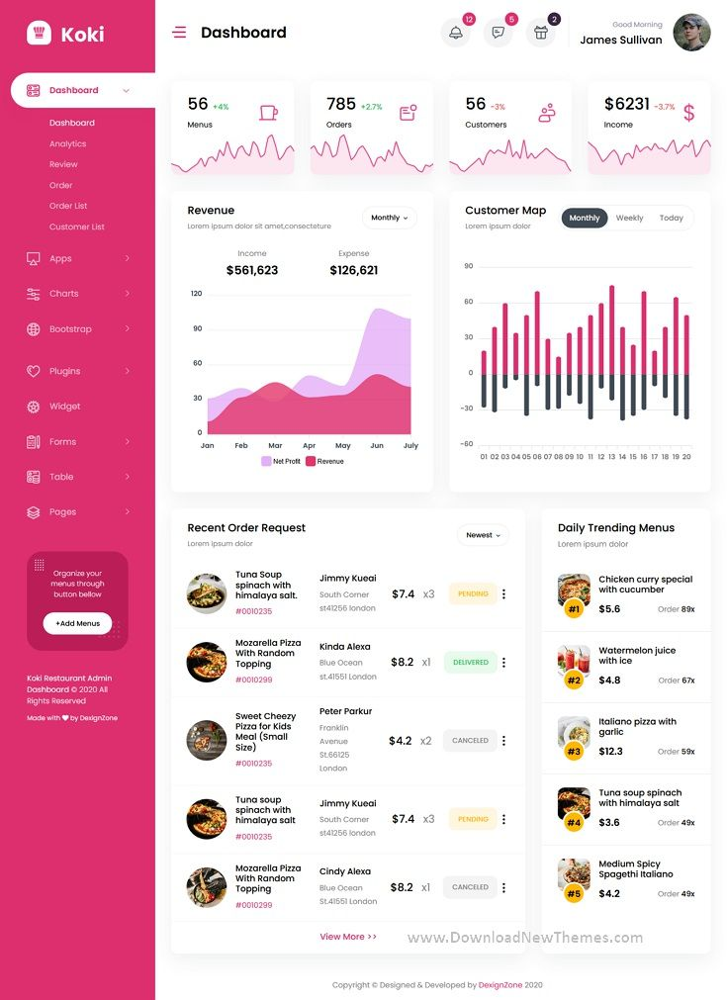 Koki
Dashboard
12
5
2
Good Morning
James Sullivan
Dashboard
Dashboard
Analytics
Review
Order
Order List
Customer List
Apps
Charts
Bootstrap
Plugins
Widget
Forms
Table
Pages
Organize your
menus through
button bellow
+Add Menus
Koki Restaurant Admin
Dashboard © 2020 All
Rights Reserved
Made with ❤ by DexignZone
56 +4%
Menus
785 +2.7%
Orders
56 -3%
Customers
$6231 -3.7%
Income
$
Revenue
Lorem ipsum dolor sit amet,consecteture
Monthly
Income
$561,623
Expense
$126,621
120
90
60
30
0
Jan Feb Mar Apr May Jun July
Net Profit Revenue
Customer Map
Lorem ipsum dolor
Monthly Weekly Today
90
60
30
0
-30
-60
01 02 03 04 05 06 07 08 09 10 11 12 13 14 15 16 17 18 19 20
Recent Order Request
Lorem ipsum dolor
Newest
Tuna Soup
spinach with
himalaya salt.
#0010235
Jimmy Kueai
South Corner
st41256 london
$7.4 x3 PENDING
Mozarella Pizza
With Random
Topping
#0010299
Kinda Alexa
Blue Ocean
st.41551 London
$8.2 x1 DELIVERED
Sweet Cheezy
Pizza for Kids
Meal (Small
Size)
#0010235
Peter Parkur
Franklin
Avenue
St.66125
London
$4.2 x2 CANCELED
Tuna soup
spinach with
himalaya salt
#0010235
Jimmy Kueai
South Corner
st41256 london
$7.4 x3 PENDING
Mozarella Pizza
With Random
Topping
#0010299
Cindy Alexa
Blue Ocean
St.41551 London
$8.2 x1 CANCELED
View More >>
Daily Trending Menus
Lorem ipsum dolor
#1
Chicken curry special
with cucumber
$5.6 Order 89x
#2
Watermelon juice
with ice
$4.8 Order 67x
#3
Italiano pizza with
garlic
$12.3 Order 59x
#4
Tuna soup spinach
with himalaya salt
$3.6 Order 49x
#5
Medium Spicy
Spagethi Italiano
$4.2 Order 49x
www.DownloadNewThemes.com
Copyright © Designed & Developed by DexignZone 2020